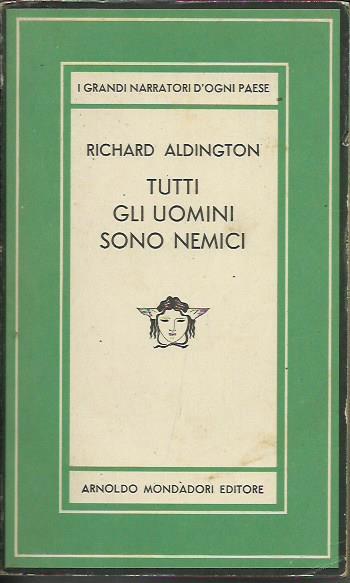 I GRANDI NARRATORI D'OGNI PAESE
RICHARD ALDINGTON
TUTTI
GLI UOMINI
SONO NEMICI
ARNOLDO MONDADORI EDITORE